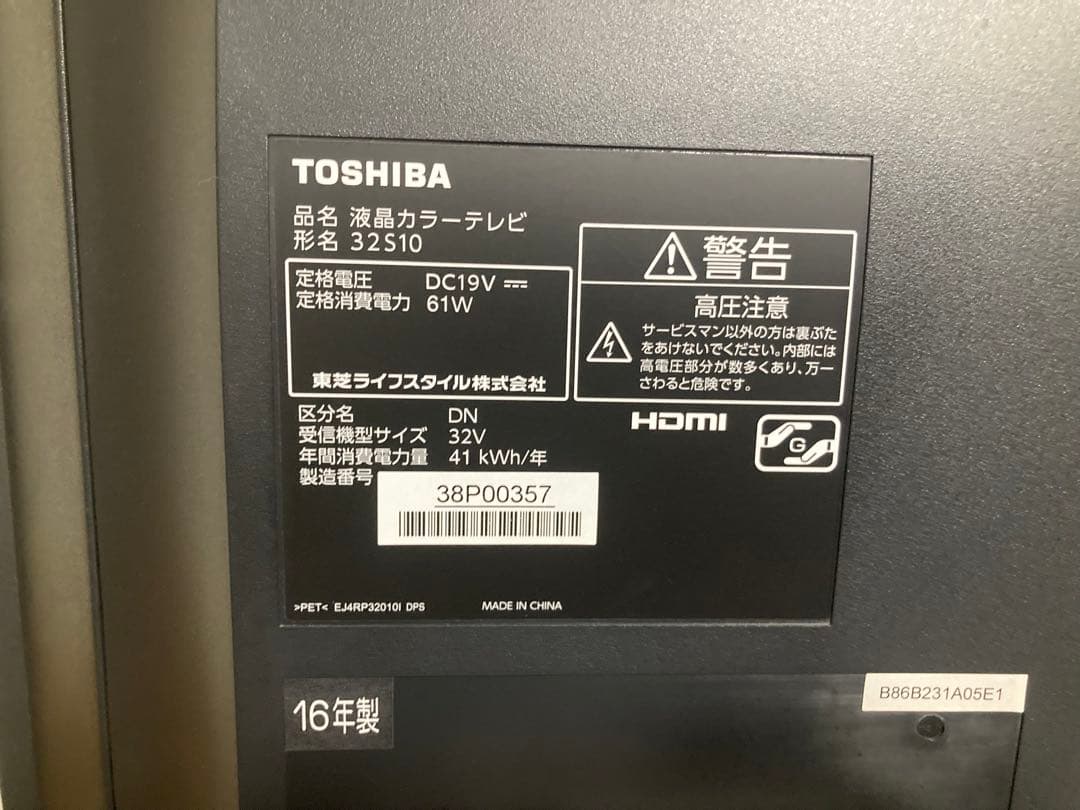 TOSHIBA
品名 液晶カラーテレビ
形名 32S10
定格電圧 DC19V ⎓
定格消費電力 61W
東芝ライフスタイル株式会社
警告
高圧注意
サービスマン以外の方は裏ぶた
をあけないでください。内部には
高電圧部分が数多くあり、万一
さわると危険です。
区分名 DN
受信機型サイズ 32V
年間消費電力量 41 kWh/年
製造番号
38P00357
HDMI
G
>PET< EJ4RP32010I DPS MADE IN CHINA
16年製
B86B231A05E1